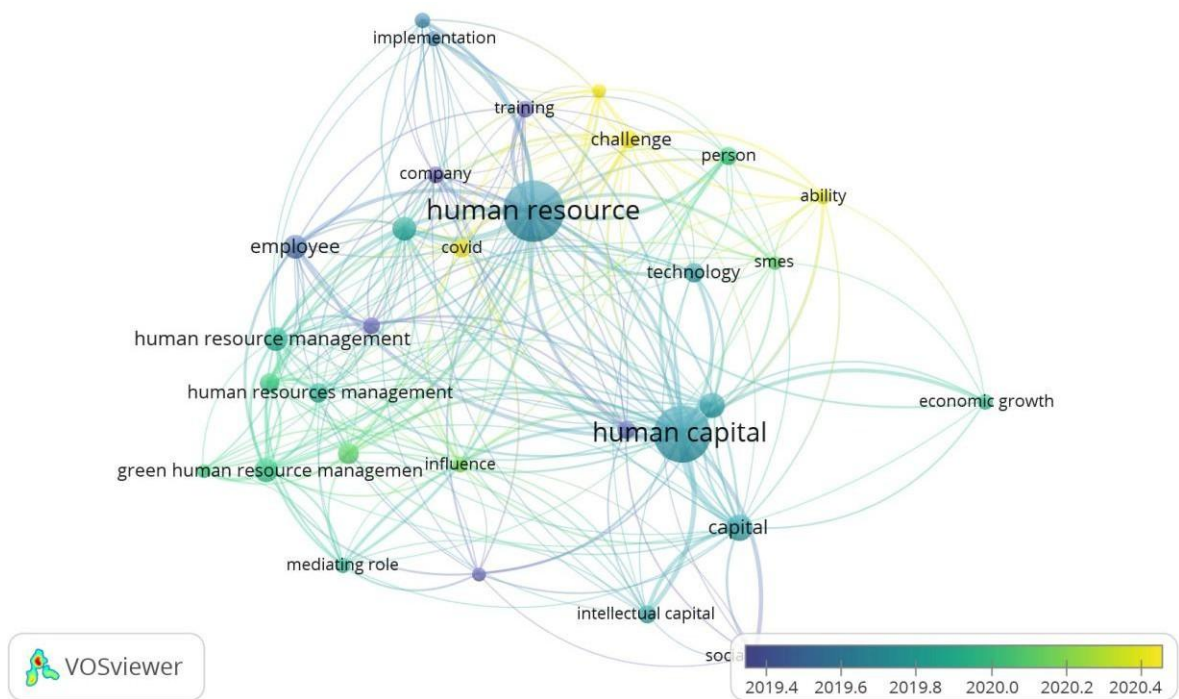 implementation
training
challenge
person
company
ability
human resource
employee
covid
smes
technology
human resource management
human resources management
economic growth
human capital
green human resource managemen
influence
capital
mediating role
intellectual capital
socia
VOSviewer
2019.4 2019.6 2019.8 2020.0 2020.2 2020.4